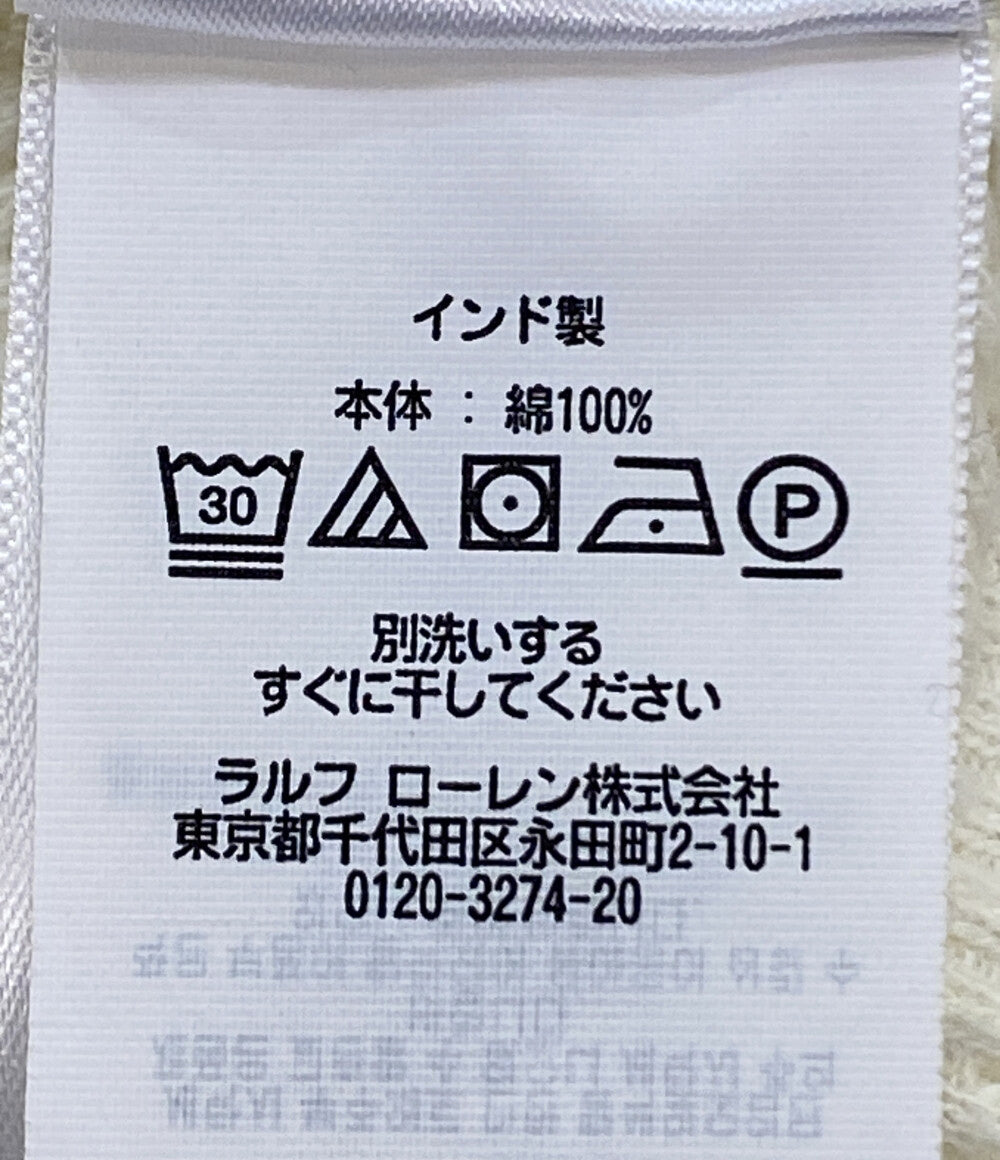 インド製
本体 : 綿100%
30
P
別洗いする
すぐに干してください
ラルフ ローレン株式会社
東京都千代田区永田町2-10-1
0120-3274-20